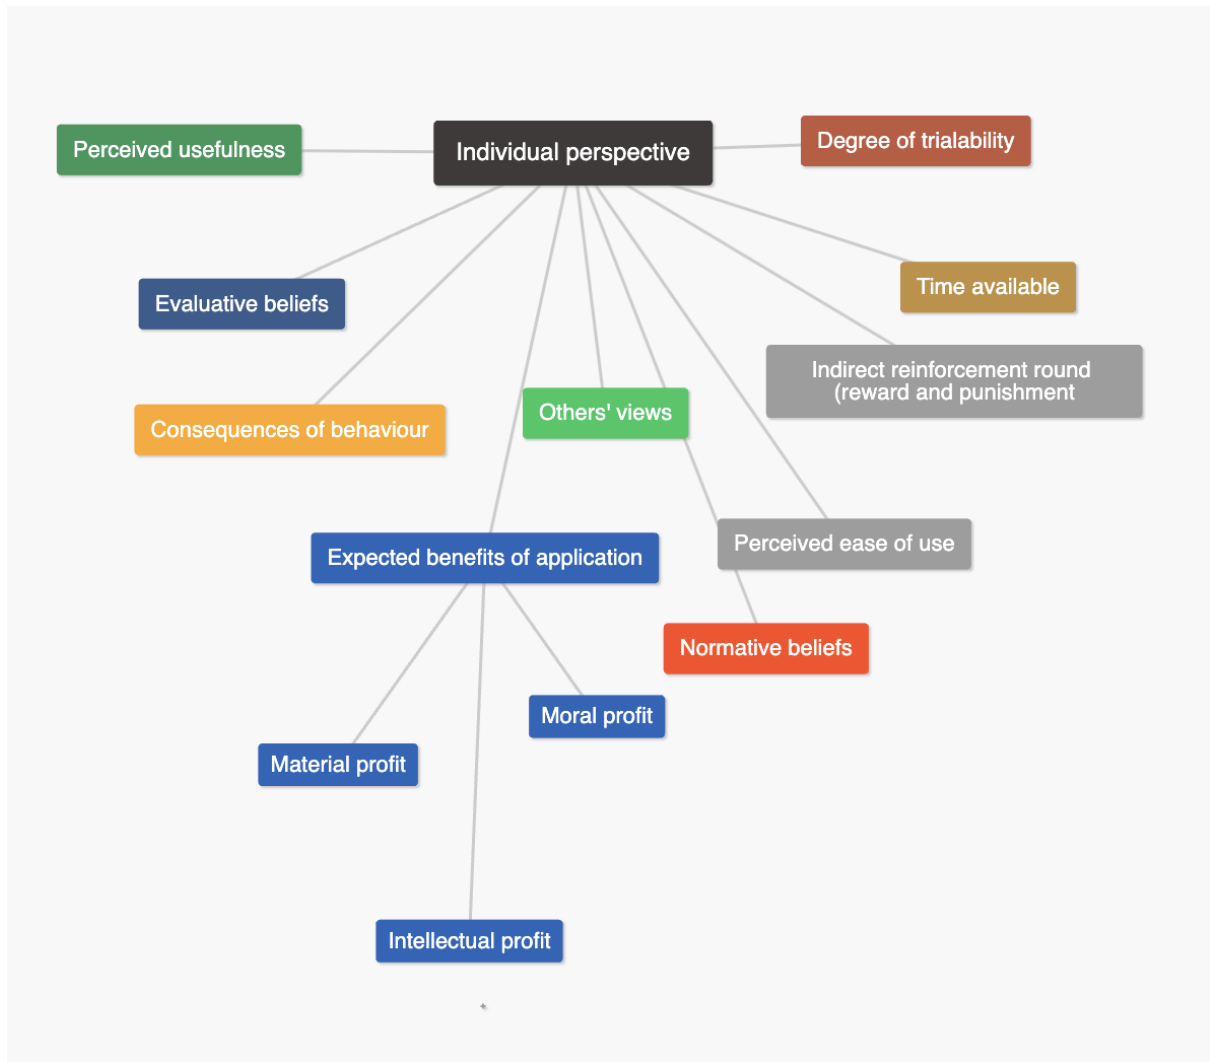 Individual perspective
Perceived usefulness
Degree of trialability
Time available
Evaluative beliefs
Indirect reinforcement round
(reward and punishment
Others' views
Consequences of behaviour
Perceived ease of use
Expected benefits of application
Normative beliefs
Moral profit
Material profit
Intellectual profit